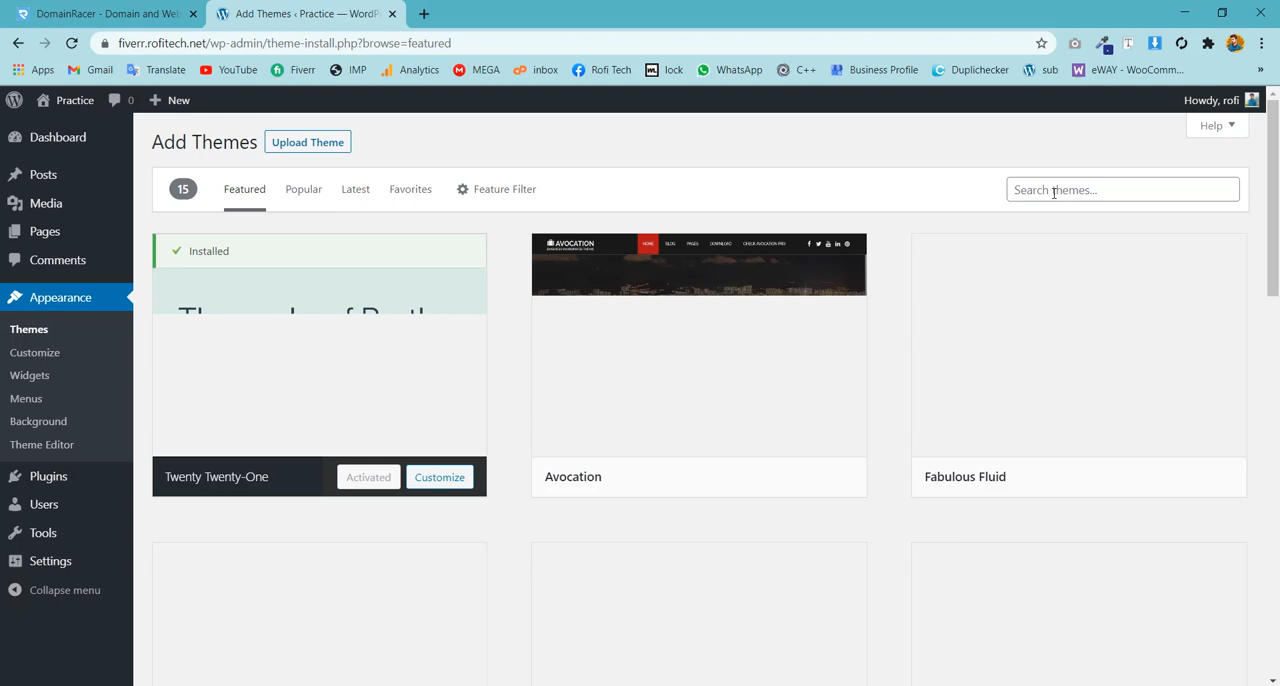 DomainRacer - Domain and Web
Add Themes ‹ Practice — WordPr
fiverr.rofitech.net/wp-admin/theme-install.php?browse=featured
Apps Gmail Translate YouTube Fiverr IMP Analytics MEGA inbox Rofi Tech lock WhatsApp C++ Business Profile Duplichecker sub eWAY - WooComm... »
Practice 0 New Howdy, rofi
Help
Dashboard
Posts
Media
Pages
Comments
Appearance
Themes
Customize
Widgets
Menus
Background
Theme Editor
Plugins
Users
Tools
Settings
Collapse menu
Add Themes Upload Theme
15 Featured Popular Latest Favorites Feature Filter Search themes...
Installed
Twenty Twenty-One Activated Customize
AVOCATION HOME BLOG PAGES DOWNLOAD CHECK AVOCATION PRO
Avocation
Fabulous Fluid